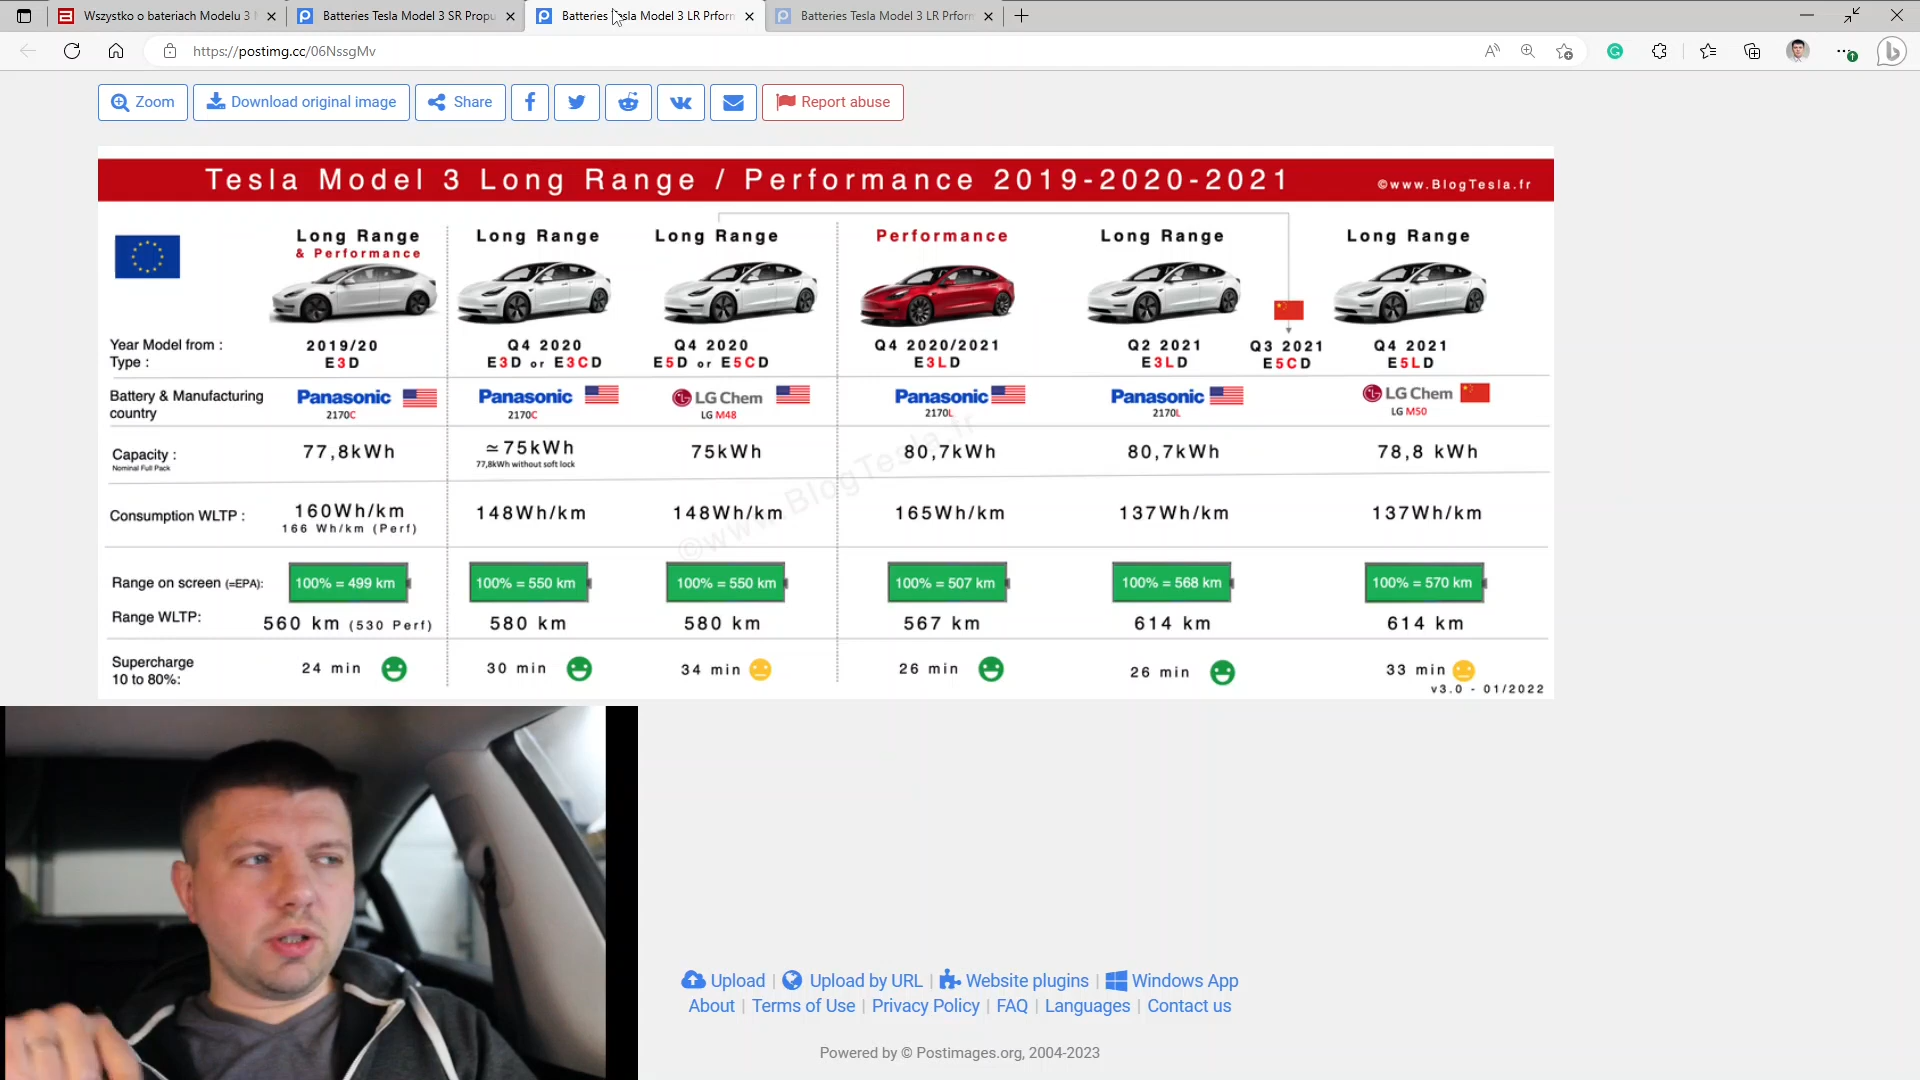 Wszystko o bateriach Modelu 3
Batteries Tesla Model 3 SR Propu
Batteries Tesla Model 3 LR Prforn
Batteries Tesla Model 3 LR Prforn
https://postimg.cc/06NssgMv
Zoom
Download original image
Share
Report abuse
Tesla Model 3 Long Range / Performance 2019-2020-2021
©www.BlogTesla.fr
Long Range
& Performance
Long Range
Long Range
Performance
Long Range
Long Range
Year Model from :
2019/20
Q4 2020
Q4 2020
Q4 2020/2021
Q2 2021
Q3 2021
Q4 2021
Type :
E3D
E3D or E3CD
E5D or E5CD
E3LD
E3LD
E5CD
E5LD
Battery & Manufacturing
country
Panasonic
2170C
Panasonic
2170C
LG Chem
LG M48
Panasonic
2170L
Panasonic
2170L
LG Chem
LG M50
Capacity :
Nominal Full Pack
77,8kWh
≃75kWh
77,8kWh without soft lock
75kWh
80,7kWh
80,7kWh
78,8 kWh
Consumption WLTP :
160Wh/km
166 Wh/km (Perf)
148Wh/km
148Wh/km
165Wh/km
137Wh/km
137Wh/km
©www.BlogTesla.fr
Range on screen (=EPA):
100% = 499 km
100% = 550 km
100% = 550 km
100% = 507 km
100% = 568 km
100% = 570 km
Range WLTP:
560 km (530 Perf)
580 km
580 km
567 km
614 km
614 km
Supercharge
10 to 80%:
24 min
30 min
34 min
26 min
26 min
33 min
v3.0 - 01/2022
Upload | Upload by URL | Website plugins | Windows App
About | Terms of Use | Privacy Policy | FAQ | Languages | Contact us
Powered by © Postimages.org, 2004-2023